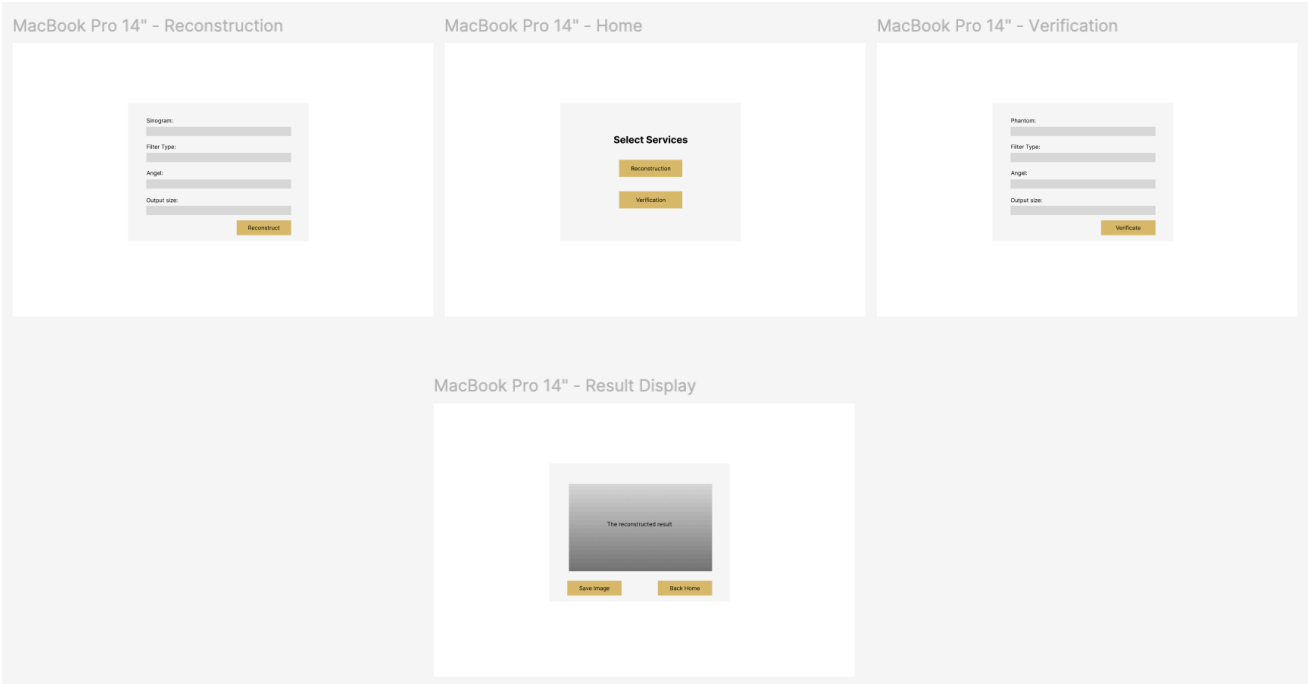 MacBook Pro 14" - Reconstruction
Sinogram:
Filter Type:
Angel:
Output size:
Reconstruct
MacBook Pro 14" - Home
Select Services
Reconstruction
Verification
MacBook Pro 14" - Verification
Phantom:
Filter Type:
Angel:
Output size:
Verificate
MacBook Pro 14" - Result Display
The reconstructed result
Save Image
Back Home